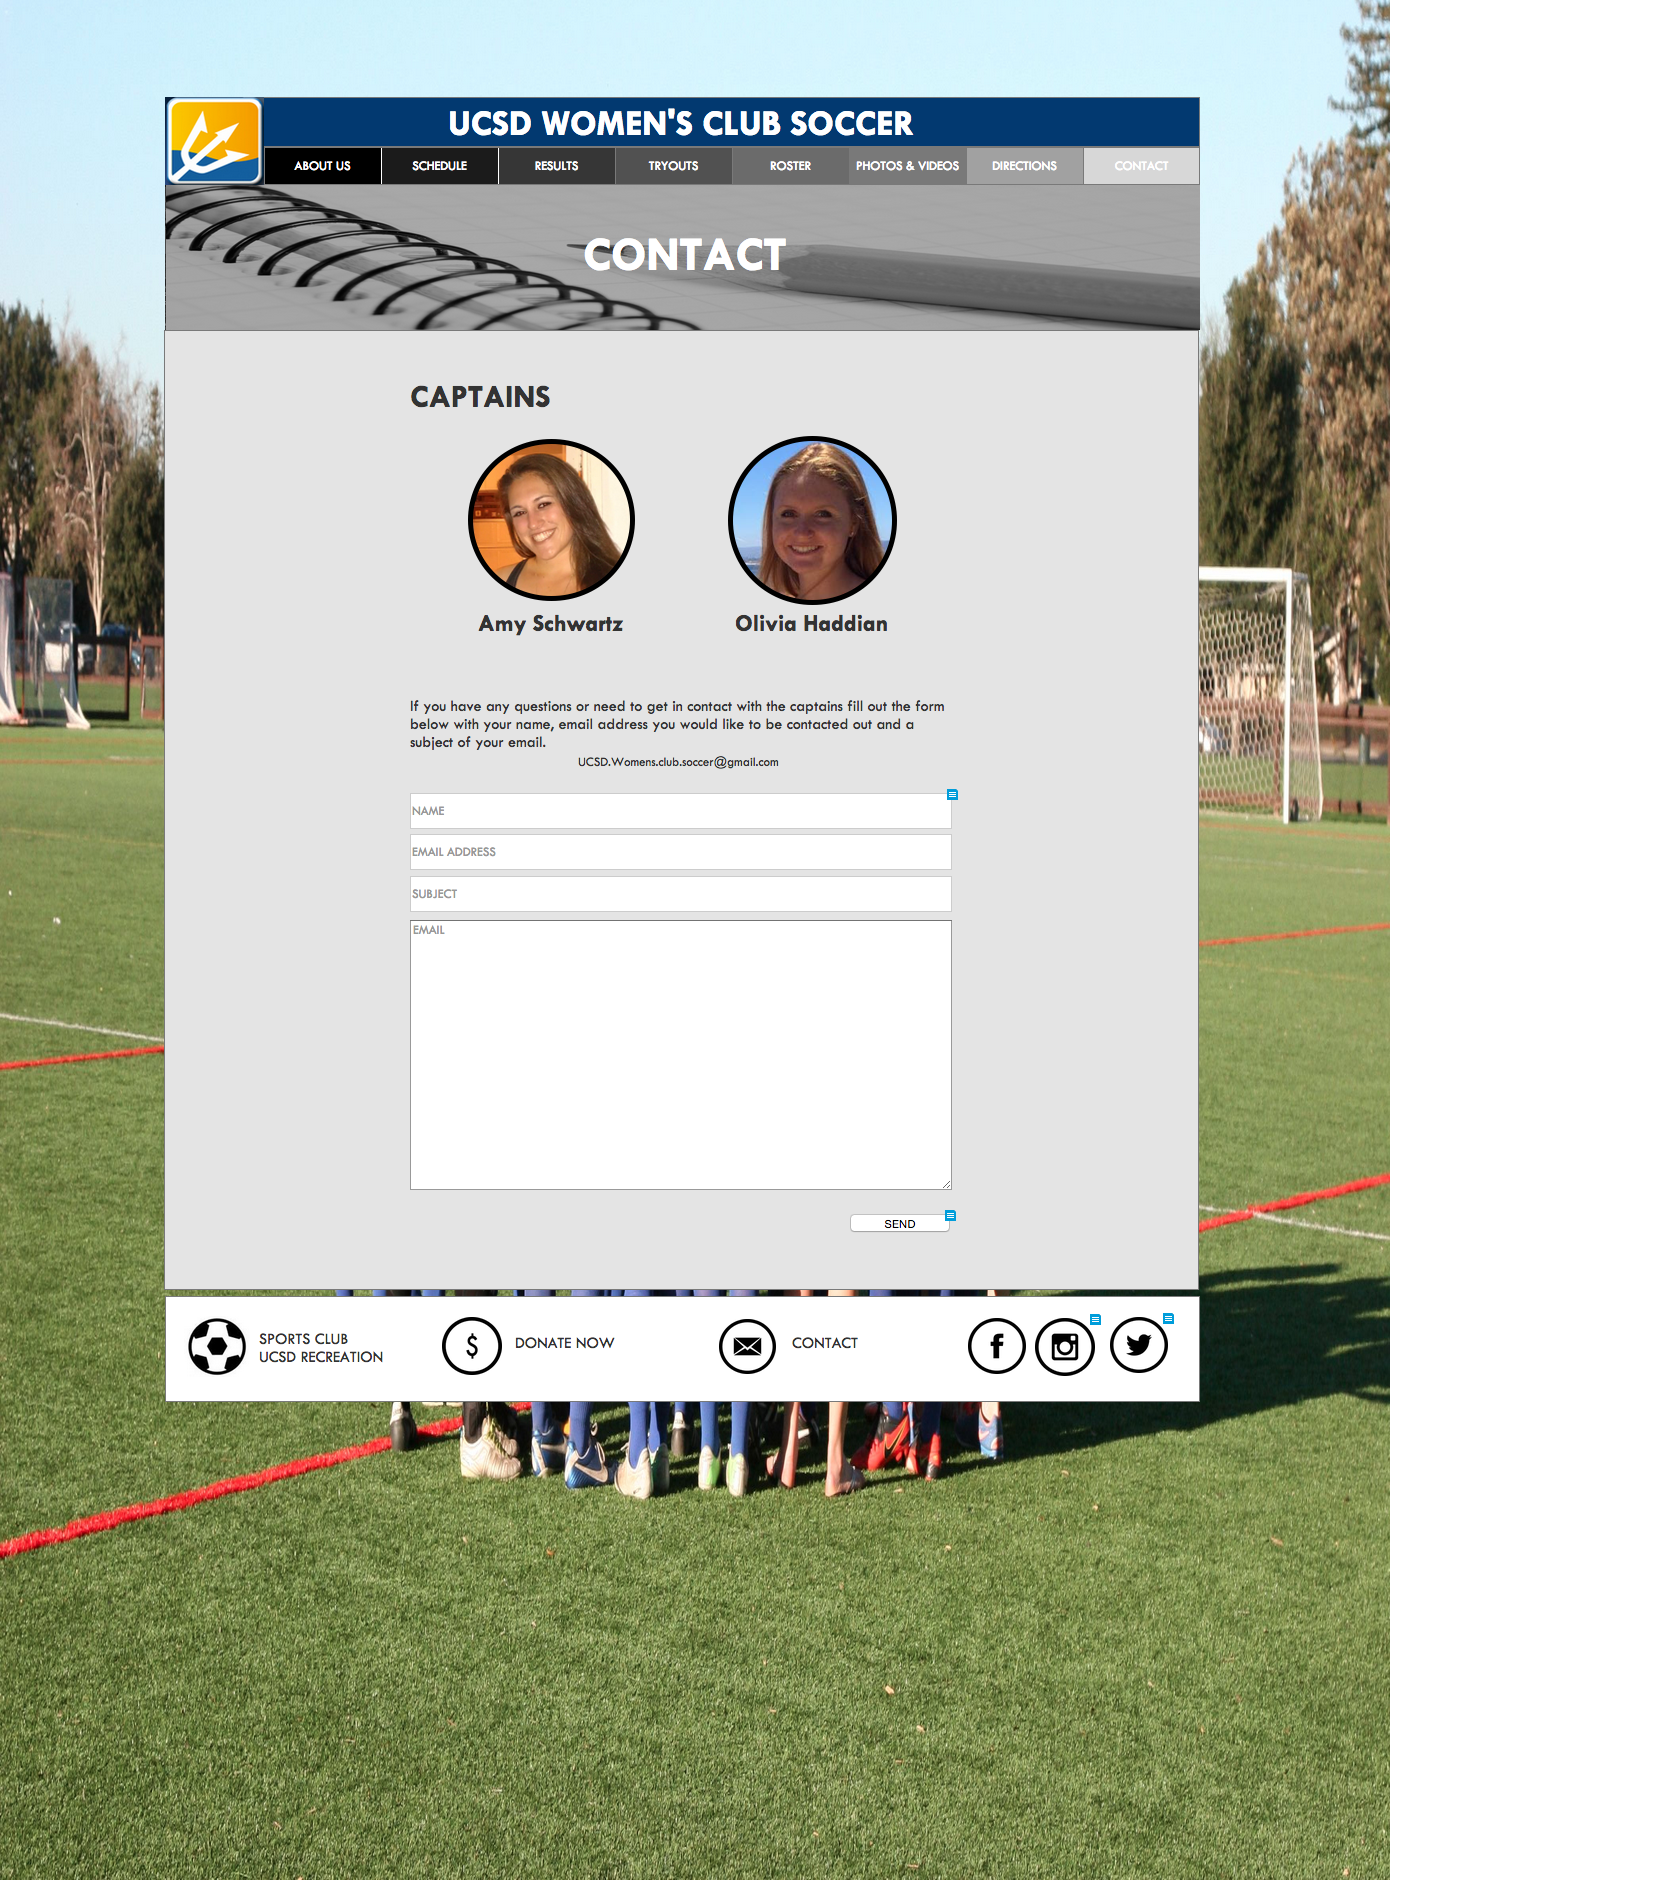 UCSD WOMEN'S CLUB SOCCER
ABOUT US SCHEDULE RESULTS TRYOUTS ROSTER PHOTOS & VIDEOS DIRECTIONS CONTACT
CONTACT
CAPTAINS
Amy Schwartz Olivia Haddian
If you have any questions or need to get in contact with the captains fill out the form
below with your name, email address you would like to be contacted out and a
subject of your email.
UCSD.Womens.club.soccer@gmail.com
NAME
EMAIL ADDRESS
SUBJECT
EMAIL
SEND
SPORTS CLUB
UCSD RECREATION
$
DONATE NOW
CONTACT
f